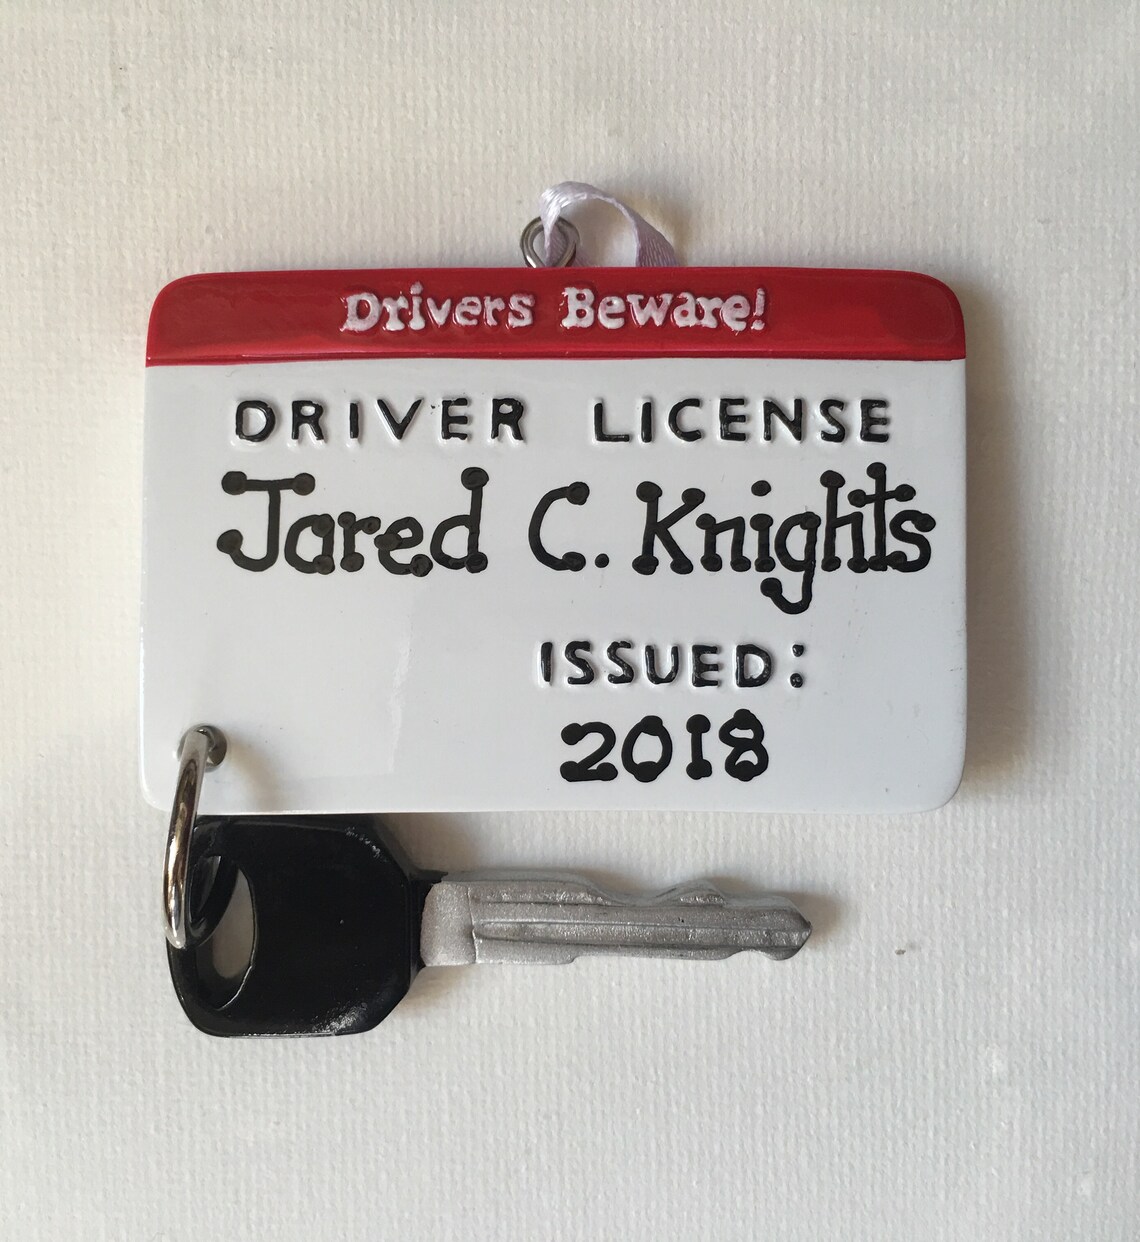 Drivers Beware!
DRIVER LICENSE
Jared C. Knights
ISSUED:
2018